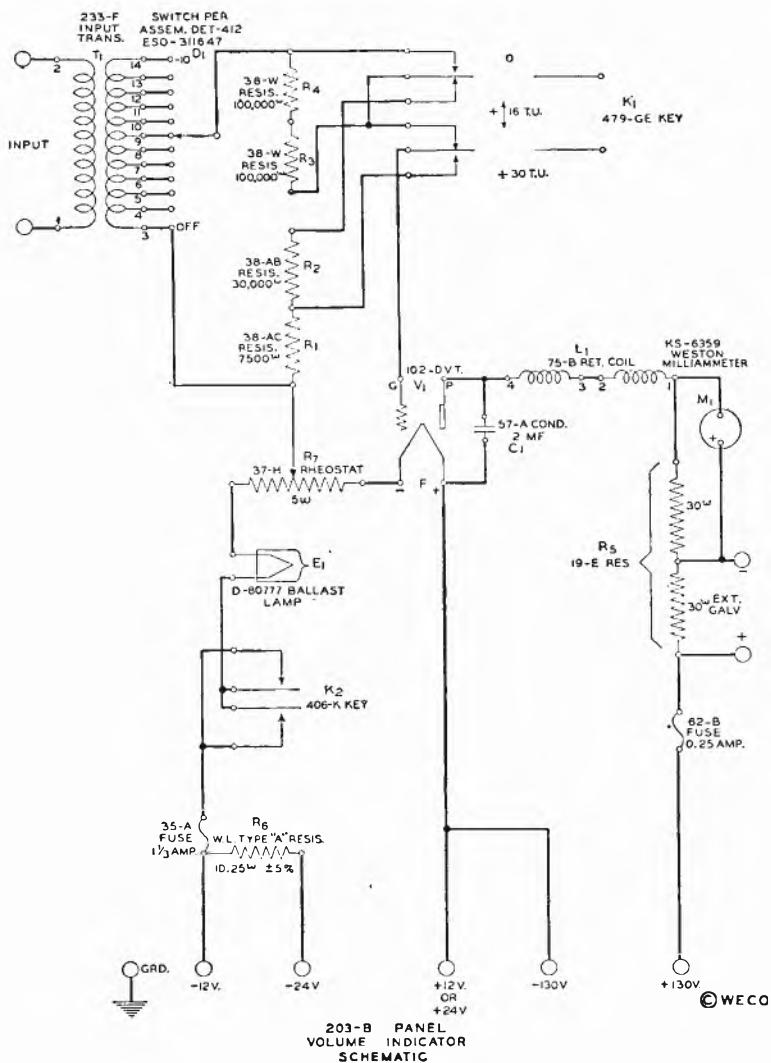 233-F
INPUT
TRANS.
T1
SWITCH PER
ASSEM. DET-412
ESO-311647
D1
-10
2
14
13
12
11
10
9
8
7
6
5
4
3
OFF
INPUT
38-W
RESIS.
100,000ω
R4
38-W
RESIS
100,000ω
R3
O
+ 16 T.U.
+ 30 T.U.
K1
479-GE KEY
38-AB
RESIS.
30,000ω
R2
38-AC
RESIS.
7500ω
R1
102-D V.T.
G V1 P
F +
-
57-A COND.
2 MF
C1
L1
75-B RET. COIL
4 3 2 1
KS-6359
WESTON
MILLIAMMETER
M1
+
R7
37-H RHEOSTAT
5ω
E1
D-80777 BALLAST
LAMP
30ω
R5
19-E RES
30ω EXT.
GALV
-
+
K2
406-K KEY
62-B
FUSE
0.25 AMP.
35-A
FUSE
1⅓ AMP.
R6
W.L. TYPE "A" RESIS.
10.25ω ±5%
GRD.
-12V.
-24V
+12V.
OR
+24V
-130V
+130V
©WECO
203-B PANEL
VOLUME INDICATOR
SCHEMATIC